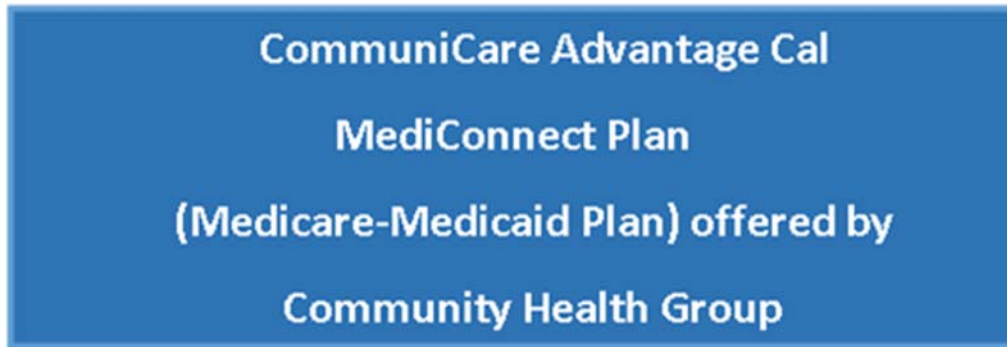 CommuniCare Advantage Cal
MediConnect Plan
(Medicare-Medicaid Plan) offered by
Community Health Group